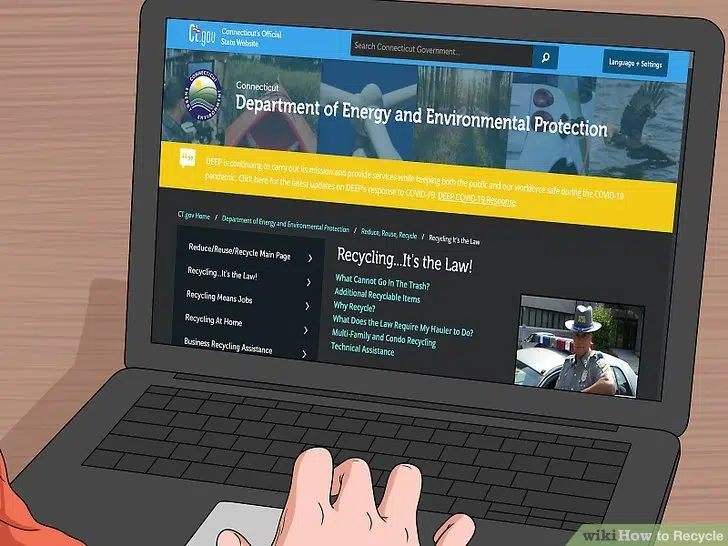 Ct.gov
Connecticut's Official
State Website
Search Connecticut Government...
Language + Settings
Connecticut
Department of Energy and Environmental Protection
DEEP is continuing to carry out its mission and provide services while keeping both the public and our workforce safe during the COVID-19
pandemic. Click here for the latest updates on DEEP's response to COVID-19. DEEP COVID-19 Response
CT.gov Home / Department of Energy and Environmental Protection / Reduce, Reuse, Recycle / Recycling It's the Law
Reduce/Reuse/Recycle Main Page
Recycling...It's the Law!
Recycling Means Jobs
Recycling At Home
Business Recycling Assistance
Recycling...It's the Law!
What Cannot Go In The Trash?
Additional Recyclable Items
Why Recycle?
What Does the Law Require My Hauler to Do?
Multi-Family and Condo Recycling
Technical Assistance
wikiHow to Recycle